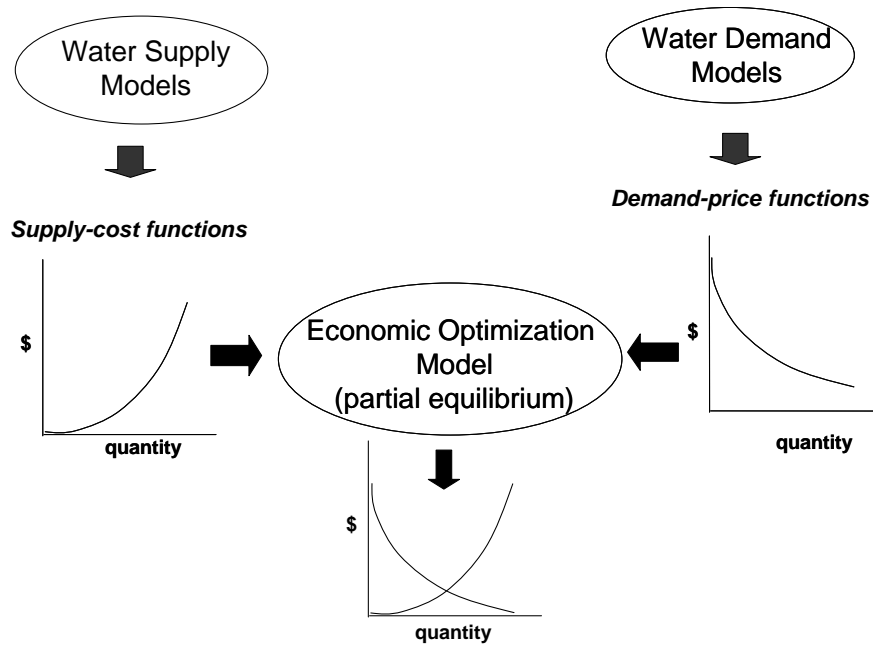 Water Supply
Models
Water Demand
Models
Supply-cost functions
$
quantity
Demand-price functions
$
quantity
Economic Optimization
Model
(partial equilibrium)
$
quantity